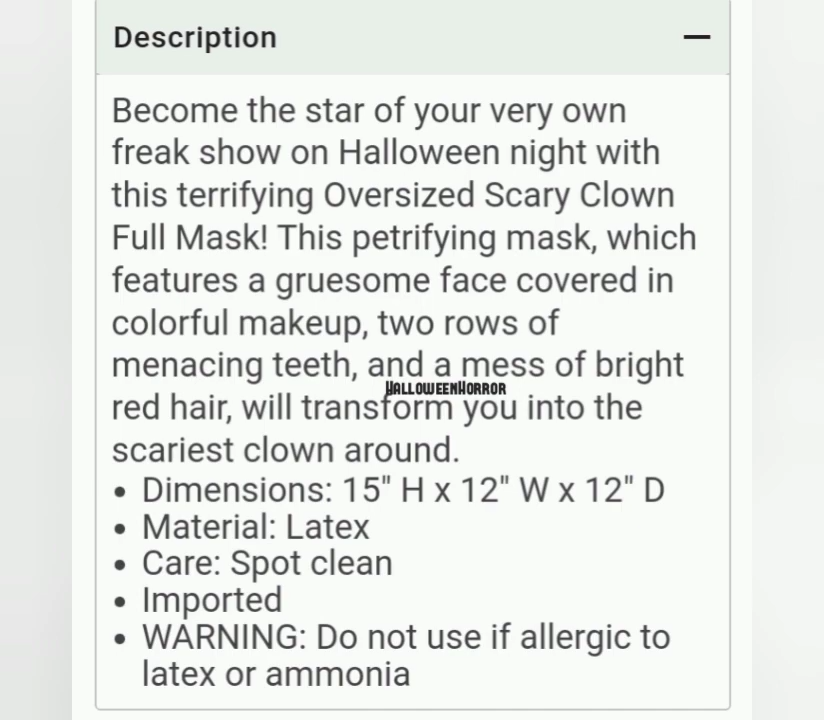 Description
Become the star of your very own
freak show on Halloween night with
this terrifying Oversized Scary Clown
Full Mask! This petrifying mask, which
features a gruesome face covered in
colorful makeup, two rows of
menacing teeth, and a mess of bright
HalloweenHorror
red hair, will transform you into the
scariest clown around.
• Dimensions: 15" H x 12" W x 12" D
• Material: Latex
• Care: Spot clean
• Imported
• WARNING: Do not use if allergic to
latex or ammonia